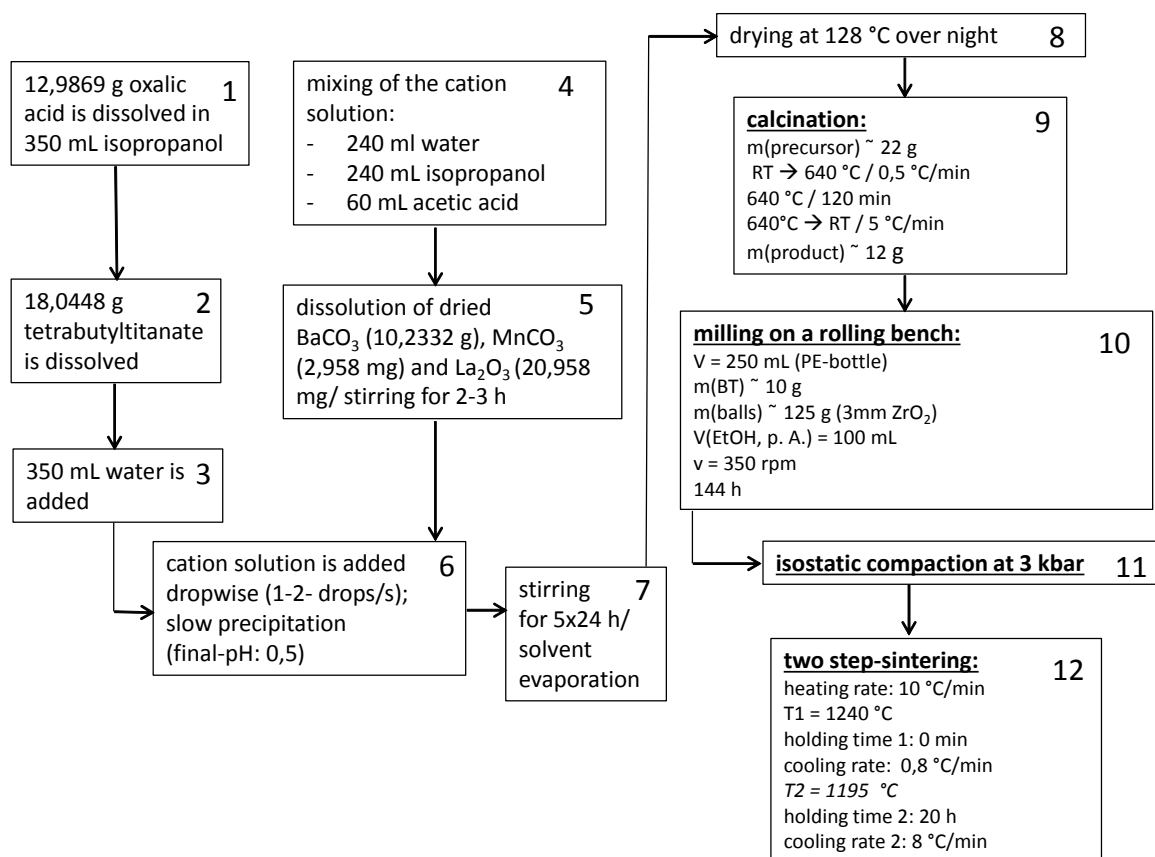 12,9869 g oxalic
acid is dissolved in
350 mL isopropanol
1
18,0448 g
tetrabutyltitanate
is dissolved
2
350 mL water is
added
3
mixing of the cation
solution:
- 240 ml water
- 240 mL isopropanol
- 60 mL acetic acid
4
dissolution of dried
BaCO₃ (10,2332 g), MnCO₃
(2,958 mg) and La₂O₃ (20,958
mg/ stirring for 2-3 h
5
cation solution is added
dropwise (1-2- drops/s);
slow precipitation
(final-pH: 0,5)
6
stirring
for 5x24 h/
solvent
evaporation
7
drying at 128 °C over night
8
calcination:
m(precursor) ~ 22 g
RT → 640 °C / 0,5 °C/min
640 °C / 120 min
640°C → RT / 5 °C/min
m(product) ~ 12 g
9
milling on a rolling bench:
V = 250 mL (PE-bottle)
m(BT) ~ 10 g
m(balls) ~ 125 g (3mm ZrO₂)
V(EtOH, p. A.) = 100 mL
v = 350 rpm
144 h
10
isostatic compaction at 3 kbar
11
two step-sintering:
heating rate: 10 °C/min
T1 = 1240 °C
holding time 1: 0 min
cooling rate: 0,8 °C/min
T2 = 1195 °C
holding time 2: 20 h
cooling rate 2: 8 °C/min
12